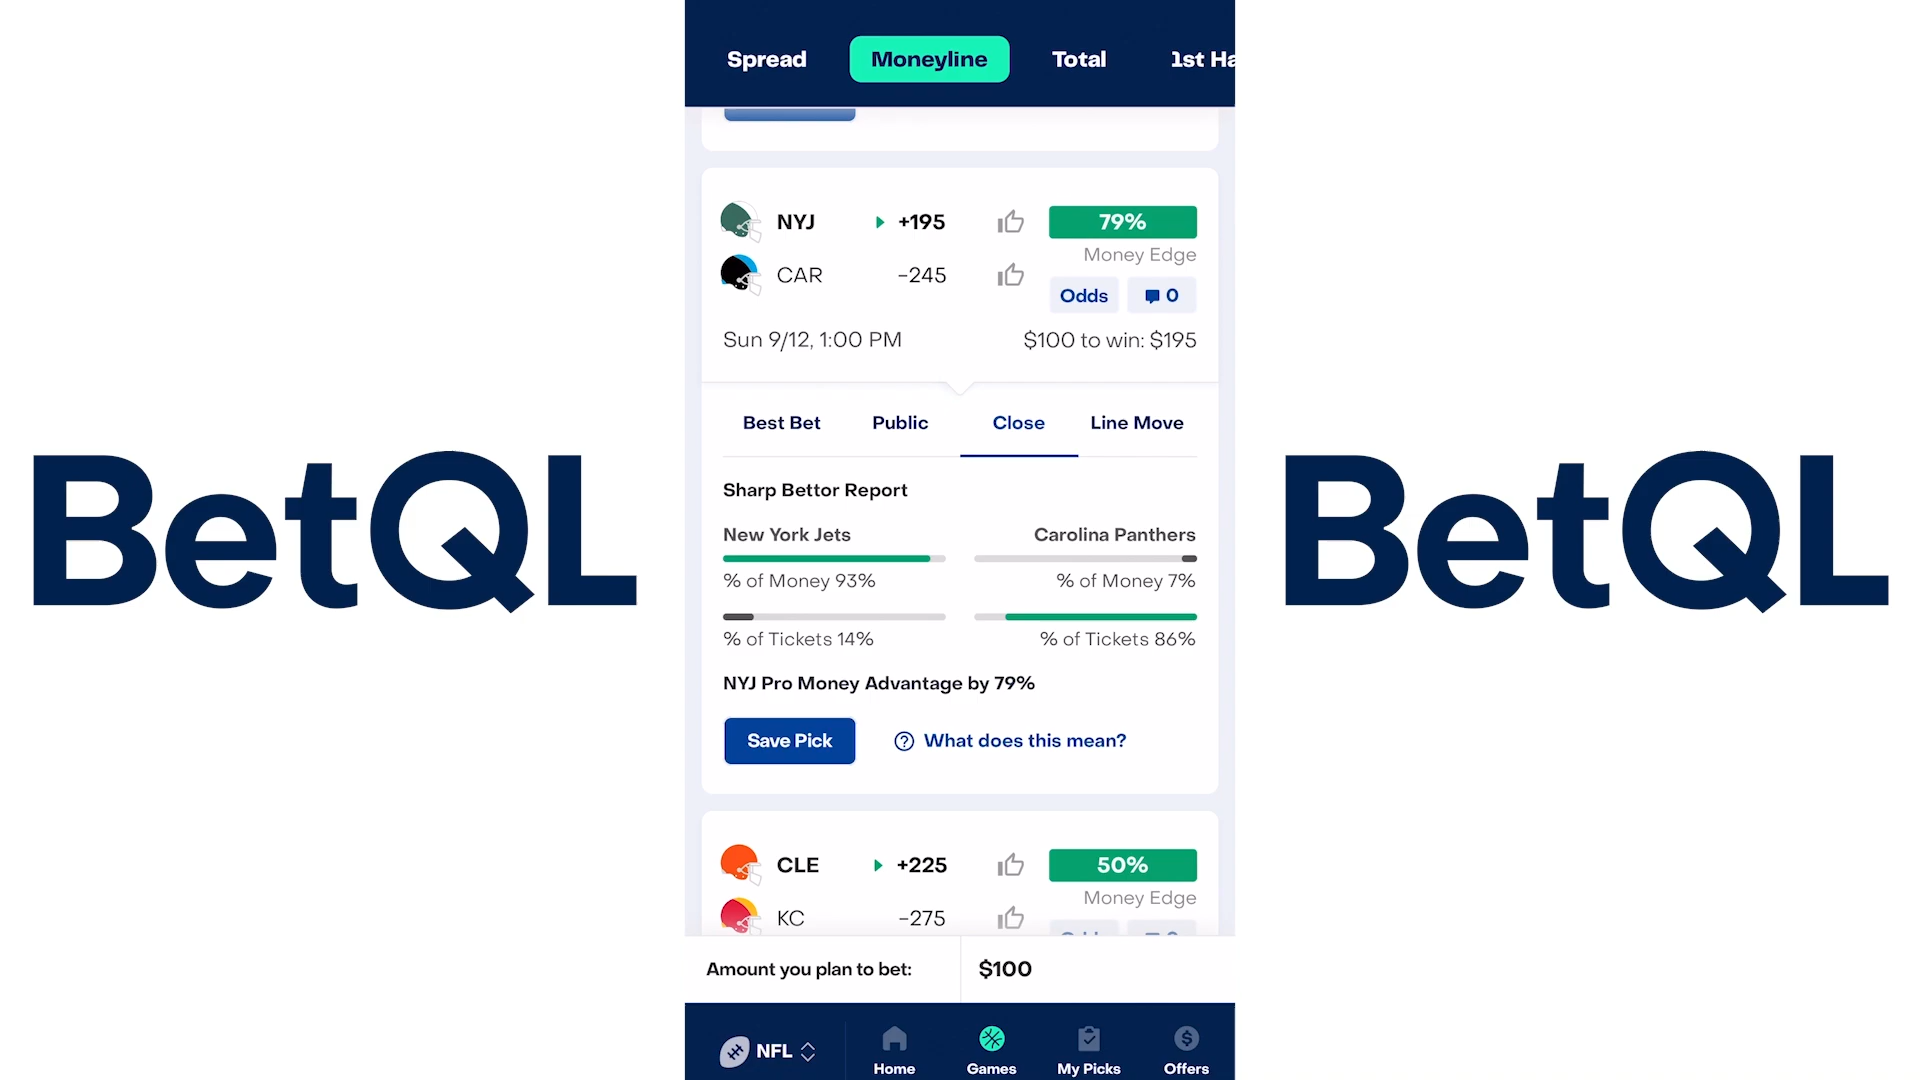 Spread Moneyline Total 1st Ha
NYJ +195 79%
Money Edge
CAR -245
Odds 0
Sun 9/12, 1:00 PM $100 to win: $195
Best Bet Public Close Line Move
BetQL
BetQL
Sharp Bettor Report
New York Jets Carolina Panthers
% of Money 93% % of Money 7%
% of Tickets 14% % of Tickets 86%
NYJ Pro Money Advantage by 79%
Save Pick What does this mean?
CLE +225 50%
Money Edge
KC -275
Amount you plan to bet: $100
NFL Home Games My Picks Offers